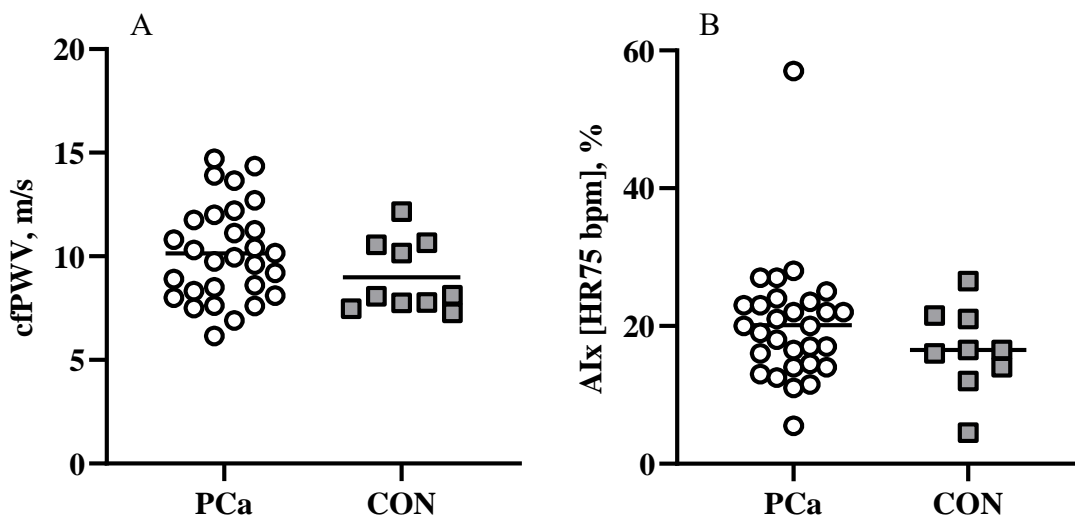 A
cfPWV, m/s
20
15
10
5
0
PCa
CON
B
AIx [HR75 bpm], %
60
40
20
0
PCa
CON